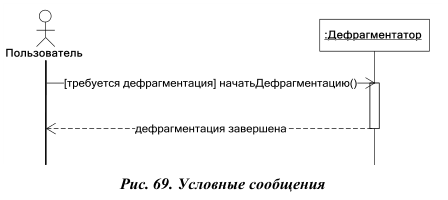 Пользователь
:Дефрагментатор
[требуется дефрагментация] начатьДефрагментацию()
дефрагментация завершена
Рис. 69. Условные сообщения